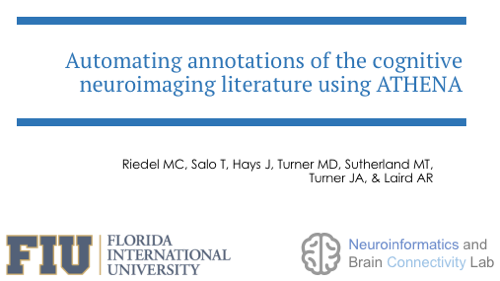 Automating annotations of the cognitive
neuroimaging literature using ATHENA
Riedel MC, Salo T, Hays J, Turner MD, Sutherland MT,
Turner JA, & Laird AR
FIU
FLORIDA
INTERNATIONAL
UNIVERSITY
Neuroinformatics and
Brain Connectivity Lab